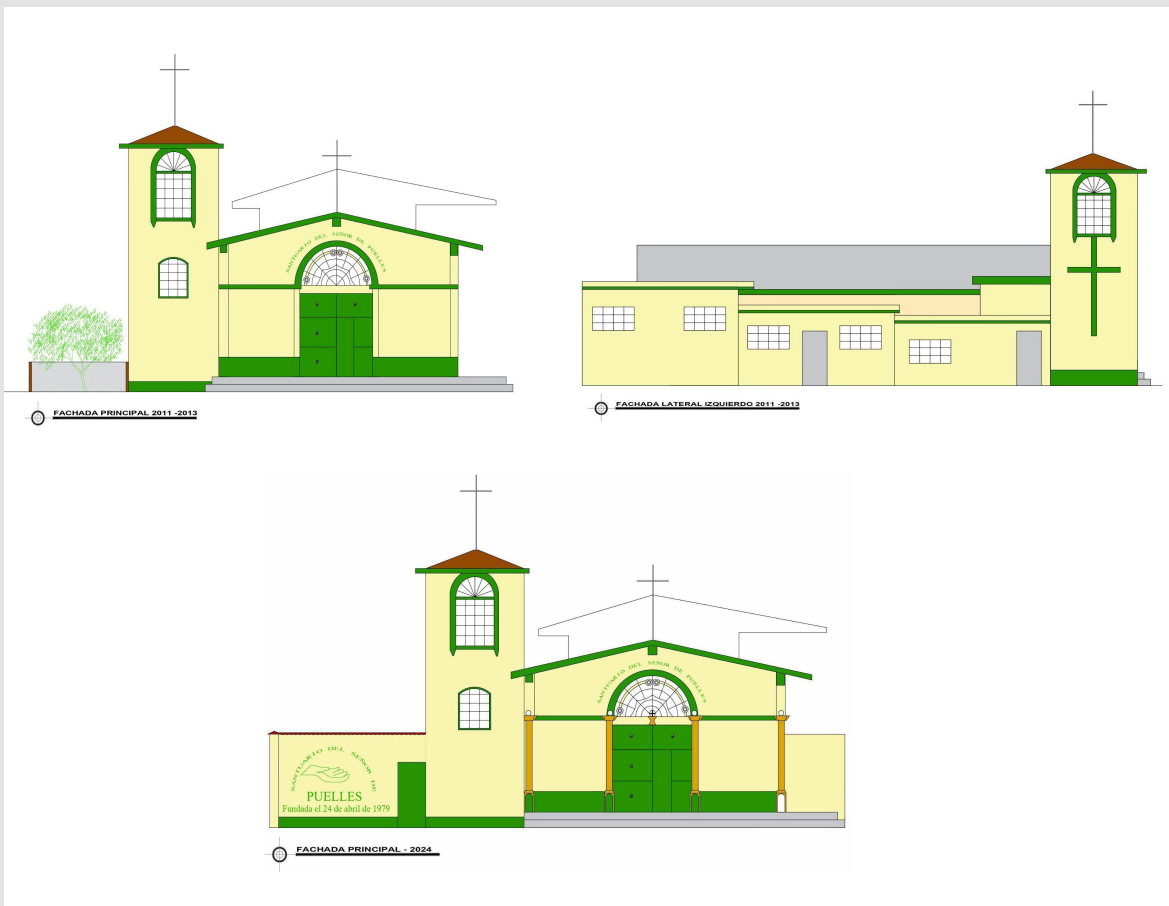 SANTUARIO DEL SEÑOR DE PUELLES
FACHADA PRINCIPAL 2011 -2013
FACHADA LATERAL IZQUIERDO 2011 -2013
SANTUARIO DEL SEÑOR DE PUELLES
SANTUARIO DEL SEÑOR DE
PUELLES
Fundada el 24 de abril de 1979
FACHADA PRINCIPAL - 2024